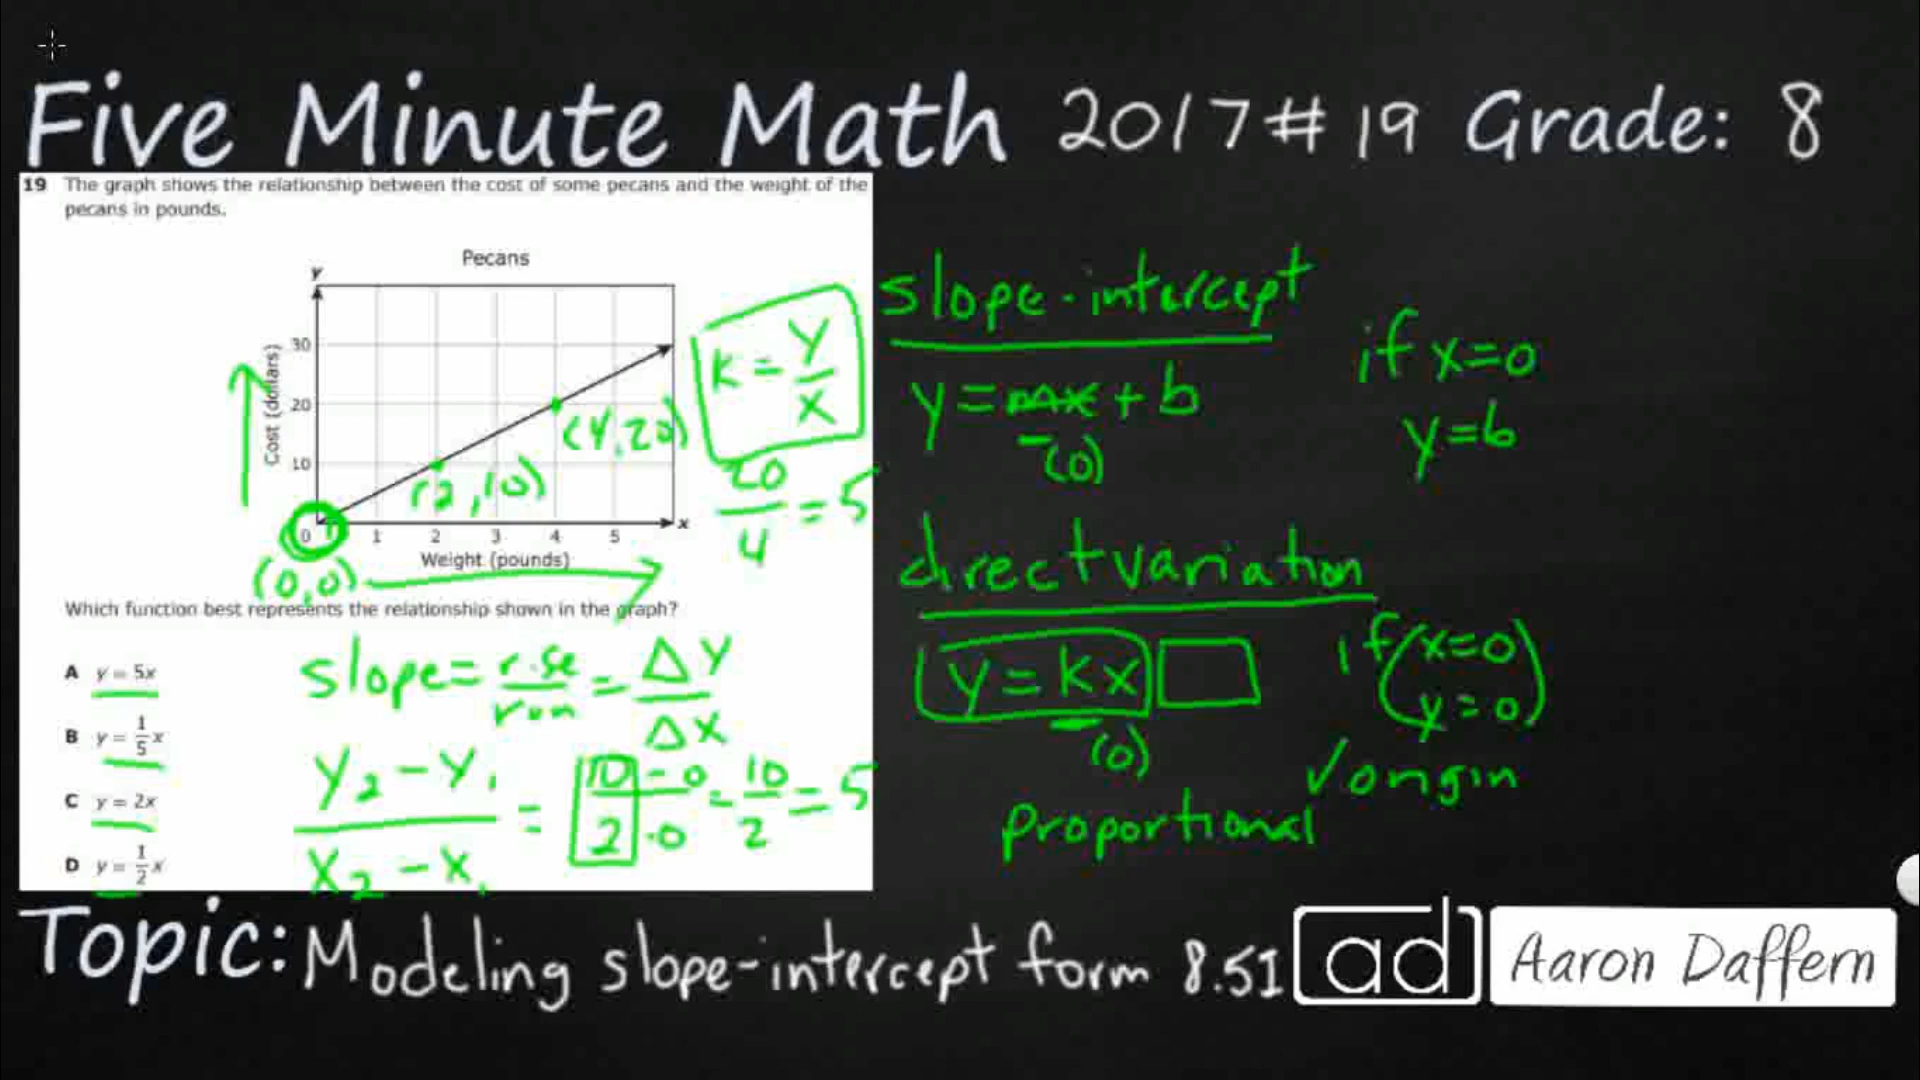 Five Minute Math 2017#19 Grade: 8
19 The graph shows the relationship between the cost of some pecans and the weight of the
pecans in pounds.
Pecans
y
30
20
10
Cost (dollars)
0 1 2 3 4 5 x
Weight (pounds)
(0,0)
(2,10)
(4,20)
K = Y/X
20/4 = 5
Which function best represents the relationship shown in the graph?
A y = 5x
B y = 1/5 x
C y = 2x
D y = 1/2 x
slope = rise/run = ΔY/ΔX
Y₂ - Y₁ / X₂ - X₁ = 10 - 0 / 2 - 0 = 10/2 = 5
slope-intercept
y = mx + b
(0)
if x=0
y=b
direct variation
y = kx
(0)
if (x=0
y=0)
√ origin
proportional
Topic: Modeling slope-intercept form 8.5I
ad Aaron Daffern